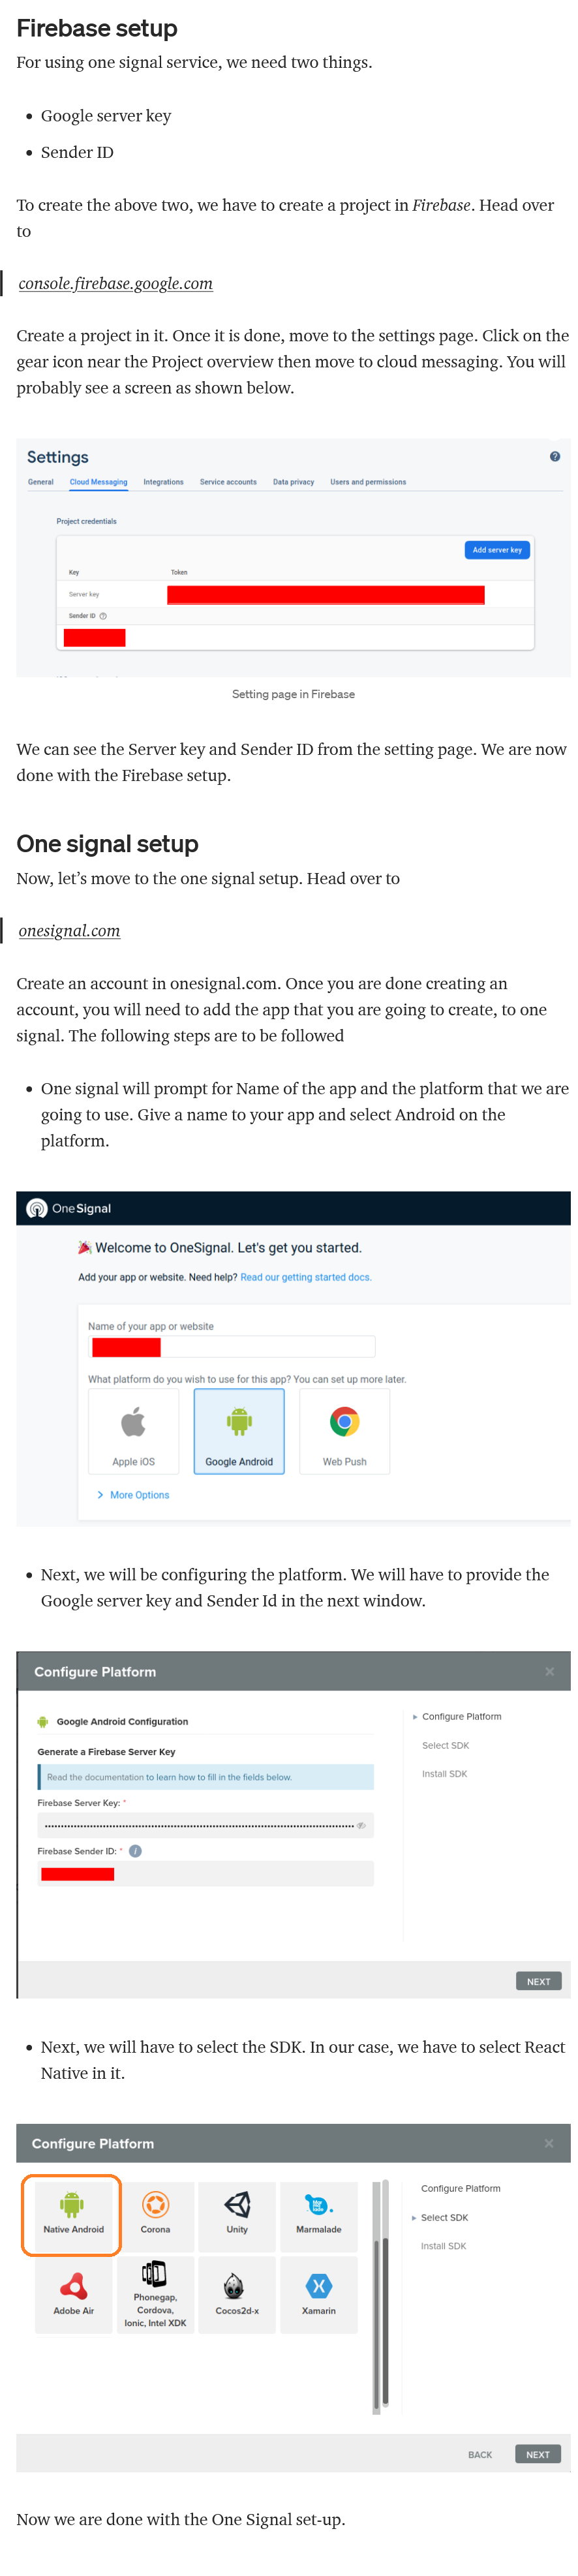 Firebase setup
For using one signal service, we need two things.
• Google server key
• Sender ID
To create the above two, we have to create a project in Firebase. Head over
to
console.firebase.google.com
Create a project in it. Once it is done, move to the settings page. Click on the
gear icon near the Project overview then move to cloud messaging. You will
probably see a screen as shown below.
Settings
General Cloud Messaging Integrations Service accounts Data privacy Users and permissions
Project credentials
Add server key
Key Token
Server key
Sender ID
Setting page in Firebase
We can see the Server key and Sender ID from the setting page. We are now
done with the Firebase setup.
One signal setup
Now, let’s move to the one signal setup. Head over to
onesignal.com
Create an account in onesignal.com. Once you are done creating an
account, you will need to add the app that you are going to create, to one
signal. The following steps are to be followed
• One signal will prompt for Name of the app and the platform that we are
going to use. Give a name to your app and select Android on the
platform.
OneSignal
Welcome to OneSignal. Let's get you started.
Add your app or website. Need help? Read our getting started docs.
Name of your app or website
What platform do you wish to use for this app? You can set up more later.
Apple iOS Google Android Web Push
> More Options
• Next, we will be configuring the platform. We will have to provide the
Google server key and Sender Id in the next window.
Configure Platform
Google Android Configuration
Configure Platform
Generate a Firebase Server Key
Select SDK
Read the documentation to learn how to fill in the fields below.
Install SDK
Firebase Server Key: *
Firebase Sender ID: *
NEXT
• Next, we will have to select the SDK. In our case, we have to select React
Native in it.
Configure Platform
Configure Platform
Select SDK
Install SDK
Native Android Corona Unity Marmalade
Adobe Air
Phonegap,
Cordova,
Ionic, Intel XDK
Cocos2d-x Xamarin
BACK NEXT
Now we are done with the One Signal set-up.